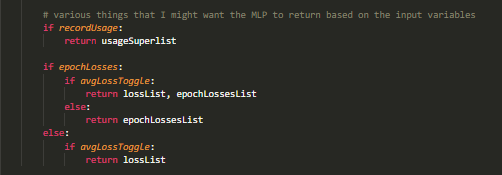 # various things that I might want the MLP to return based on the input variables
if recordUsage:
    return usageSuperlist

if epochLosses:
    if avgLossToggle:
        return lossList, epochLossesList
    else:
        return epochLossesList
else:
    if avgLossToggle:
        return lossList